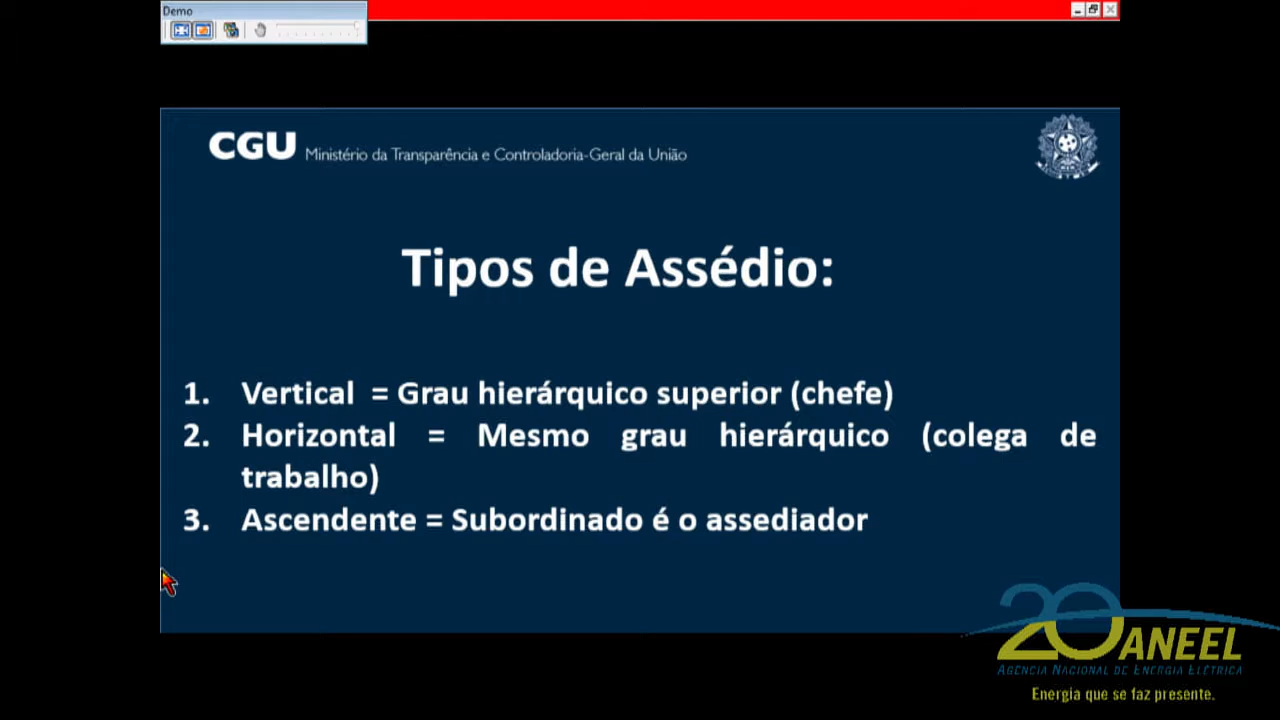 Demo
CGU Ministério da Transparência e Controladoria-Geral da União
Tipos de Assédio:
1. Vertical = Grau hierárquico superior (chefe)
2. Horizontal = Mesmo grau hierárquico (colega de
trabalho)
3. Ascendente = Subordinado é o assediador
20 ANEEL
AGÊNCIA NACIONAL DE ENERGIA ELÉTRICA
Energia que se faz presente.